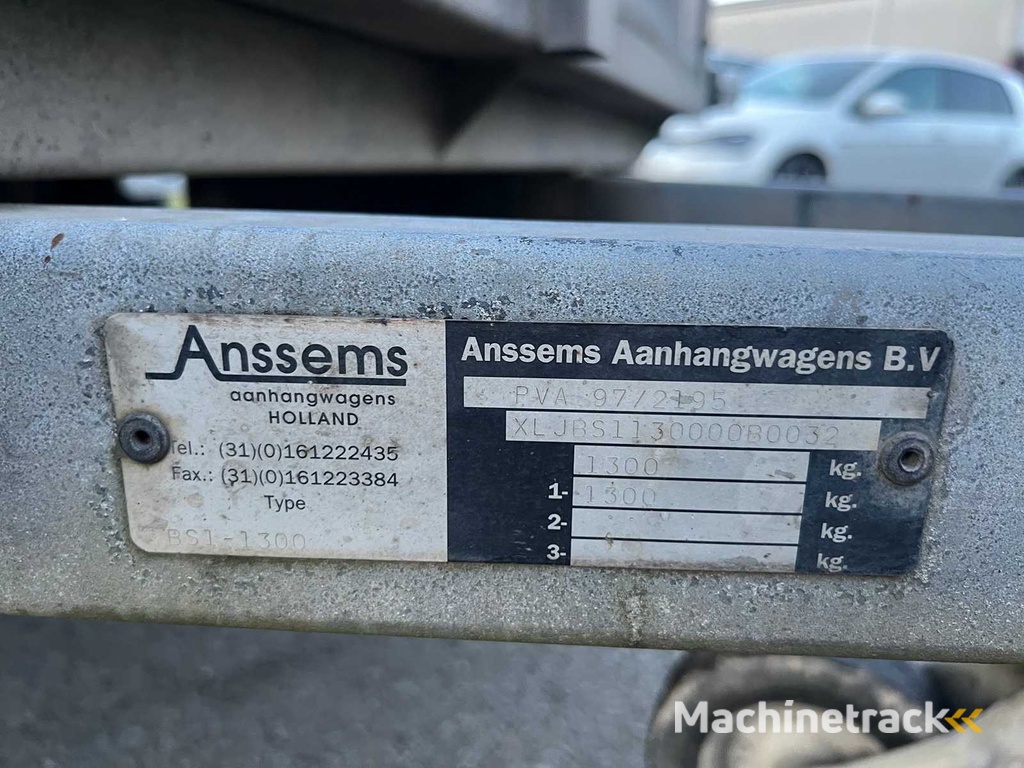 Anssems
aanhangwagens
HOLLAND
Tel.: (31)(0)161222435
Fax.: (31)(0)161223384
Type
BS1-1300
Anssems Aanhangwagens B.V
PVA 97/2195
XLJBS1130000B0032
1300 kg.
1- 1300 kg.
2- kg.
3- kg.
Machinetrack